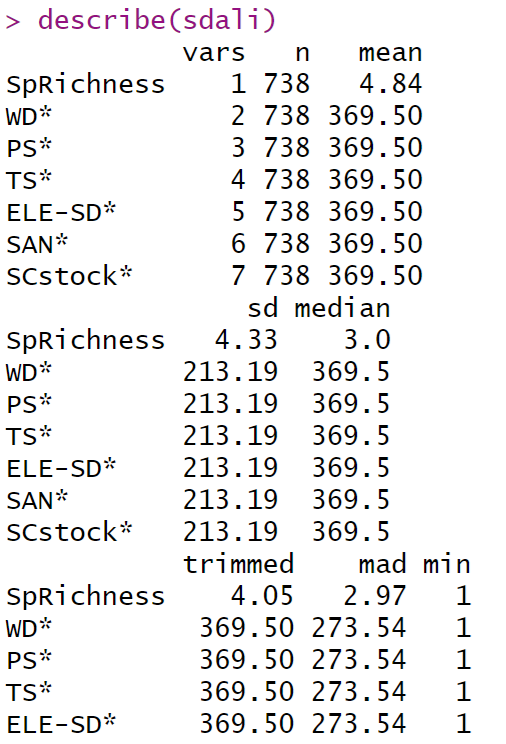 > describe(sdali)
vars n mean
SpRichness 1 738 4.84
WD* 2 738 369.50
PS* 3 738 369.50
TS* 4 738 369.50
ELE-SD* 5 738 369.50
SAN* 6 738 369.50
SCstock* 7 738 369.50
sd median
SpRichness 4.33 3.0
WD* 213.19 369.5
PS* 213.19 369.5
TS* 213.19 369.5
ELE-SD* 213.19 369.5
SAN* 213.19 369.5
SCstock* 213.19 369.5
trimmed mad min
SpRichness 4.05 2.97 1
WD* 369.50 273.54 1
PS* 369.50 273.54 1
TS* 369.50 273.54 1
ELE-SD* 369.50 273.54 1